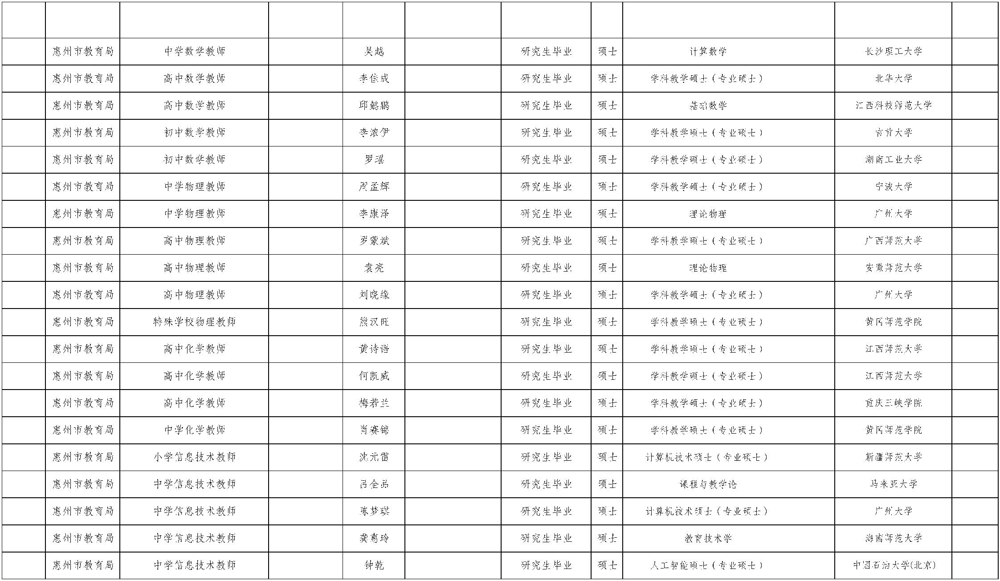 惠州市教育局 中学数学教师 吴越 研究生毕业 硕士 计算数学 长沙理工大学
惠州市教育局 高中数学教师 李佳成 研究生毕业 硕士 学科教学硕士（专业硕士） 北华大学
惠州市教育局 高中数学教师 邱懿鹏 研究生毕业 硕士 基础数学 江西科技师范大学
惠州市教育局 初中数学教师 李浓伊 研究生毕业 硕士 学科教学硕士（专业硕士） 吉首大学
惠州市教育局 初中数学教师 罗瑶 研究生毕业 硕士 学科教学硕士（专业硕士） 湖南工业大学
惠州市教育局 中学物理教师 周孟辉 研究生毕业 硕士 学科教学硕士（专业硕士） 宁波大学
惠州市教育局 中学物理教师 李康泽 研究生毕业 硕士 理论物理 广州大学
惠州市教育局 高中物理教师 罗蒙斌 研究生毕业 硕士 学科教学硕士（专业硕士） 广西师范大学
惠州市教育局 高中物理教师 袁亮 研究生毕业 硕士 理论物理 安徽师范大学
惠州市教育局 高中物理教师 刘晓缘 研究生毕业 硕士 学科教学硕士（专业硕士） 广州大学
惠州市教育局 特殊学校物理教师 熊汉旺 研究生毕业 硕士 学科教学硕士（专业硕士） 黄冈师范学院
惠州市教育局 高中化学教师 研究生毕业 硕士 学科教学硕士（专业硕士） 江西师范大学
惠州市教育局 高中化学教师 何凯威 研究生毕业 硕士 学科教学硕士（专业硕士） 江西师范大学
惠州市教育局 高中化学教师 梅若兰 研究生毕业 硕士 学科教学硕士（专业硕士） 重庆三峡学院
惠州市教育局 中学化学教师 肖赛锦 研究生毕业 硕士 学科教学硕士（专业硕士） 黄冈师范学院
惠州市教育局 小学信息技术教师 沈元雷 研究生毕业 硕士 计算机技术硕士（专业硕士） 新疆师范大学
惠州市教育局 中学信息技术教师 研究生毕业 硕士 课程与教学论 马来亚大学
惠州市教育局 中学信息技术教师 陈梦琪 研究生毕业 硕士 计算机技术硕士（专业硕士） 广州大学
惠州市教育局 中学信息技术教师 龚惠玲 研究生毕业 硕士 教育技术学 海南师范大学
惠州市教育局 中学信息技术教师 钟乾 研究生毕业 硕士 人工智能硕士（专业硕士） 中国石油大学(北京)